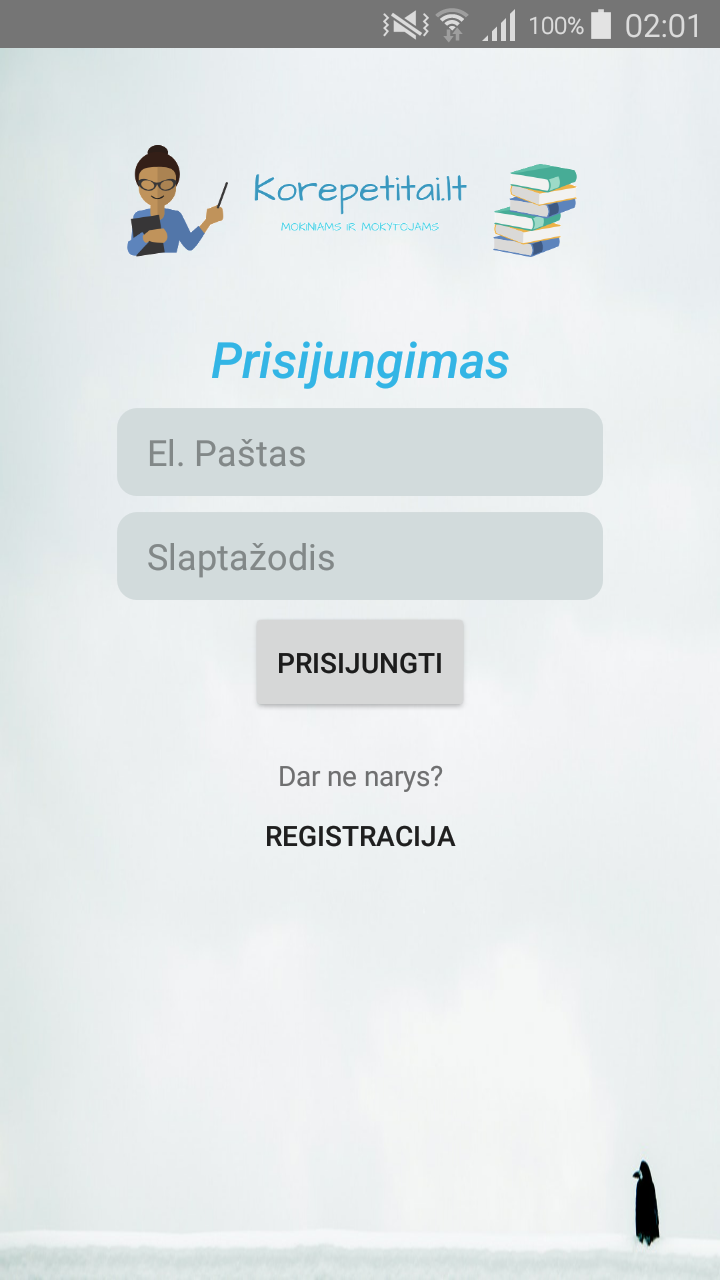 100% 02:01
Korepetitai.lt
MOKINIAMS IR MOKYTOJAMS
Prisijungimas
El. Paštas
Slaptažodis
PRISIJUNGTI
Dar ne narys?
REGISTRACIJA